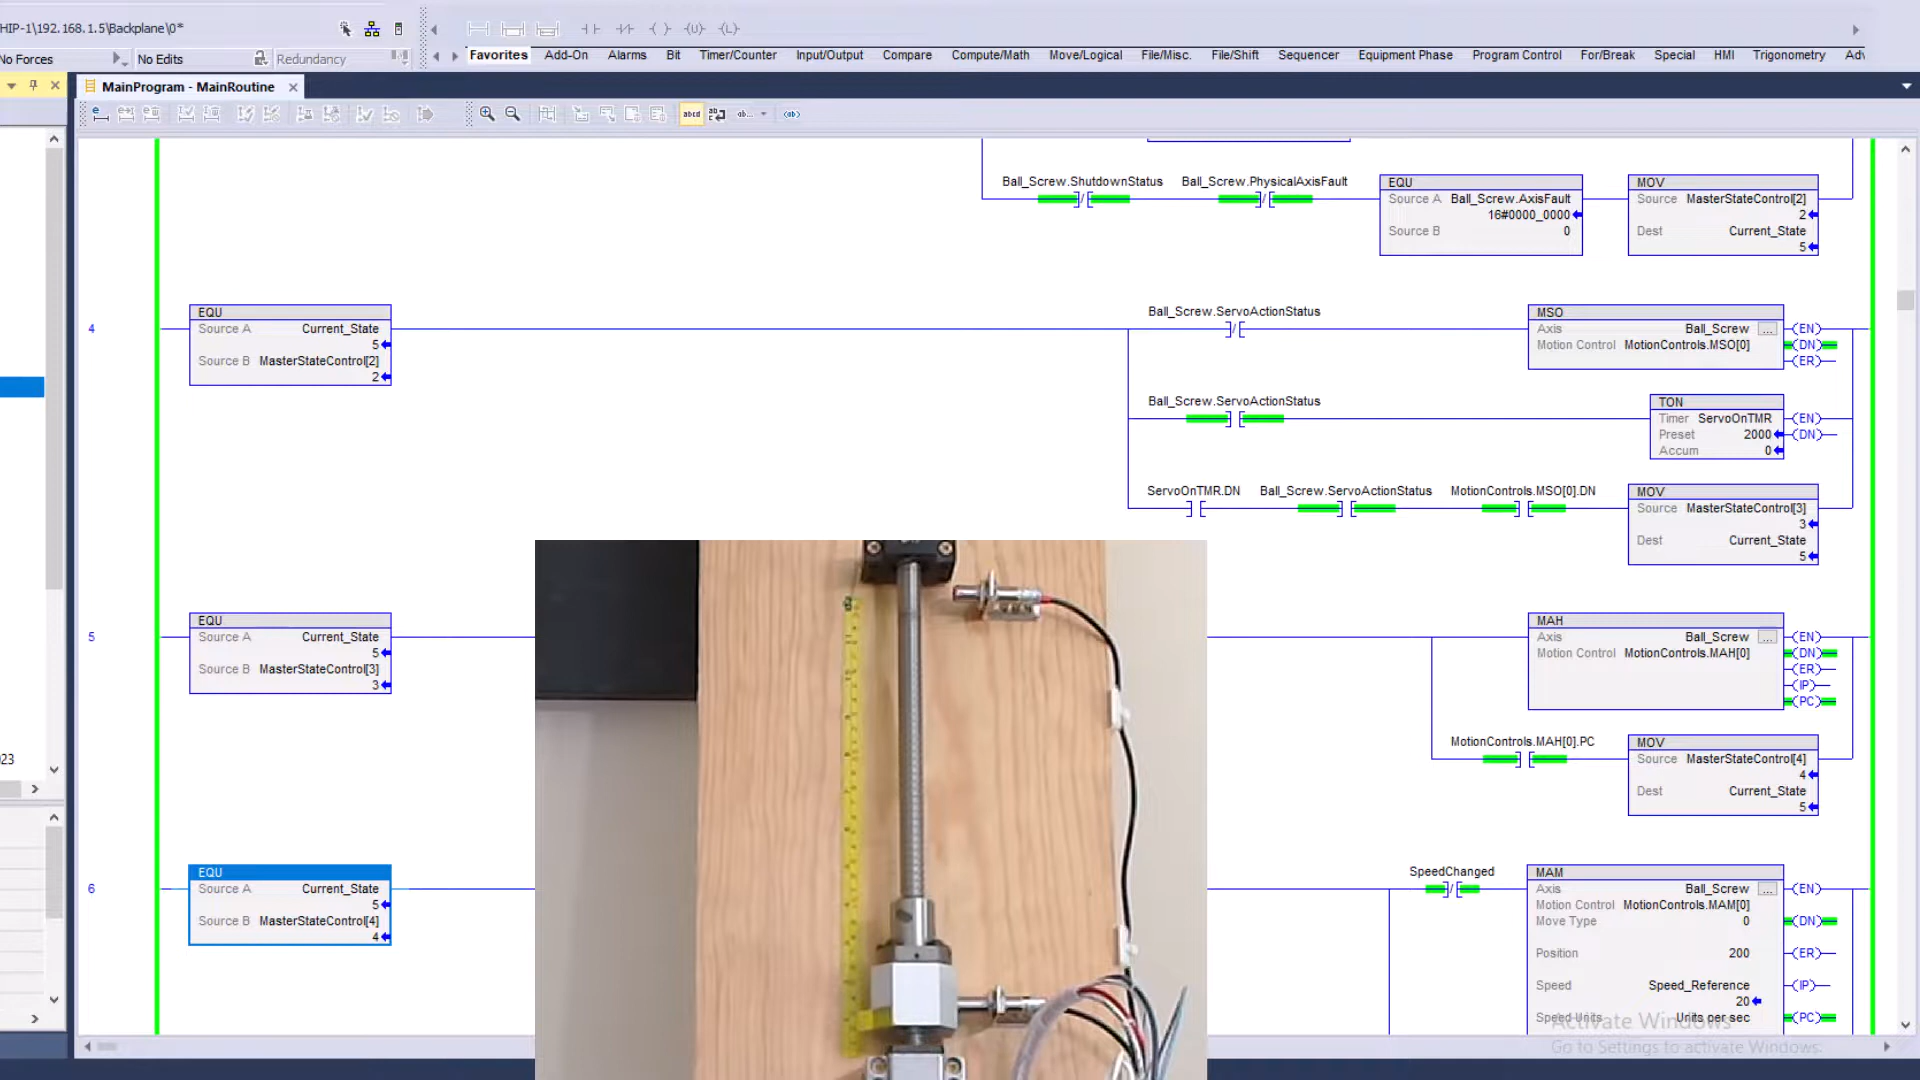 HIP-1\192.168.1.5\Backplane\0*
No Forces
No Edits
Redundancy
Favorites Add-On Alarms Bit Timer/Counter Input/Output Compare Compute/Math Move/Logical File/Misc. File/Shift Sequencer Equipment Phase Program Control For/Break Special HMI Trigonometry Adv
MainProgram - MainRoutine
Ball_Screw.ShutdownStatus Ball_Screw.PhysicalAxisFault
EQU
Source A Ball_Screw.AxisFault
16#0000_0000
Source B 0
MOV
Source MasterStateControl[2]
2
Dest Current_State
5
4
EQU
Source A Current_State
5
Source B MasterStateControl[2]
2
Ball_Screw.ServoActionStatus
MSO
Axis Ball_Screw ... (EN)
Motion Control MotionControls.MSO[0] (DN)
(ER)
Ball_Screw.ServoActionStatus
TON
Timer ServoOnTMR (EN)
Preset 2000 (DN)
Accum 0
ServoOnTMR.DN Ball_Screw.ServoActionStatus MotionControls.MSO[0].DN
MOV
Source MasterStateControl[3]
3
Dest Current_State
5
5
EQU
Source A Current_State
5
Source B MasterStateControl[3]
3
MAH
Axis Ball_Screw ... (EN)
Motion Control MotionControls.MAH[0] (DN)
(ER)
(IP)
(PC)
MotionControls.MAH[0].PC
MOV
Source MasterStateControl[4]
4
Dest Current_State
5
023
6
EQU
Source A Current_State
5
Source B MasterStateControl[4]
4
SpeedChanged
MAM
Axis Ball_Screw ... (EN)
Motion Control MotionControls.MAM[0]
Move Type 0 (DN)
Position 200 (ER)
Speed Speed_Reference (IP)
20
Speed Units Units per sec (PC)
Activate Windows
Go to Settings to activate Windows.